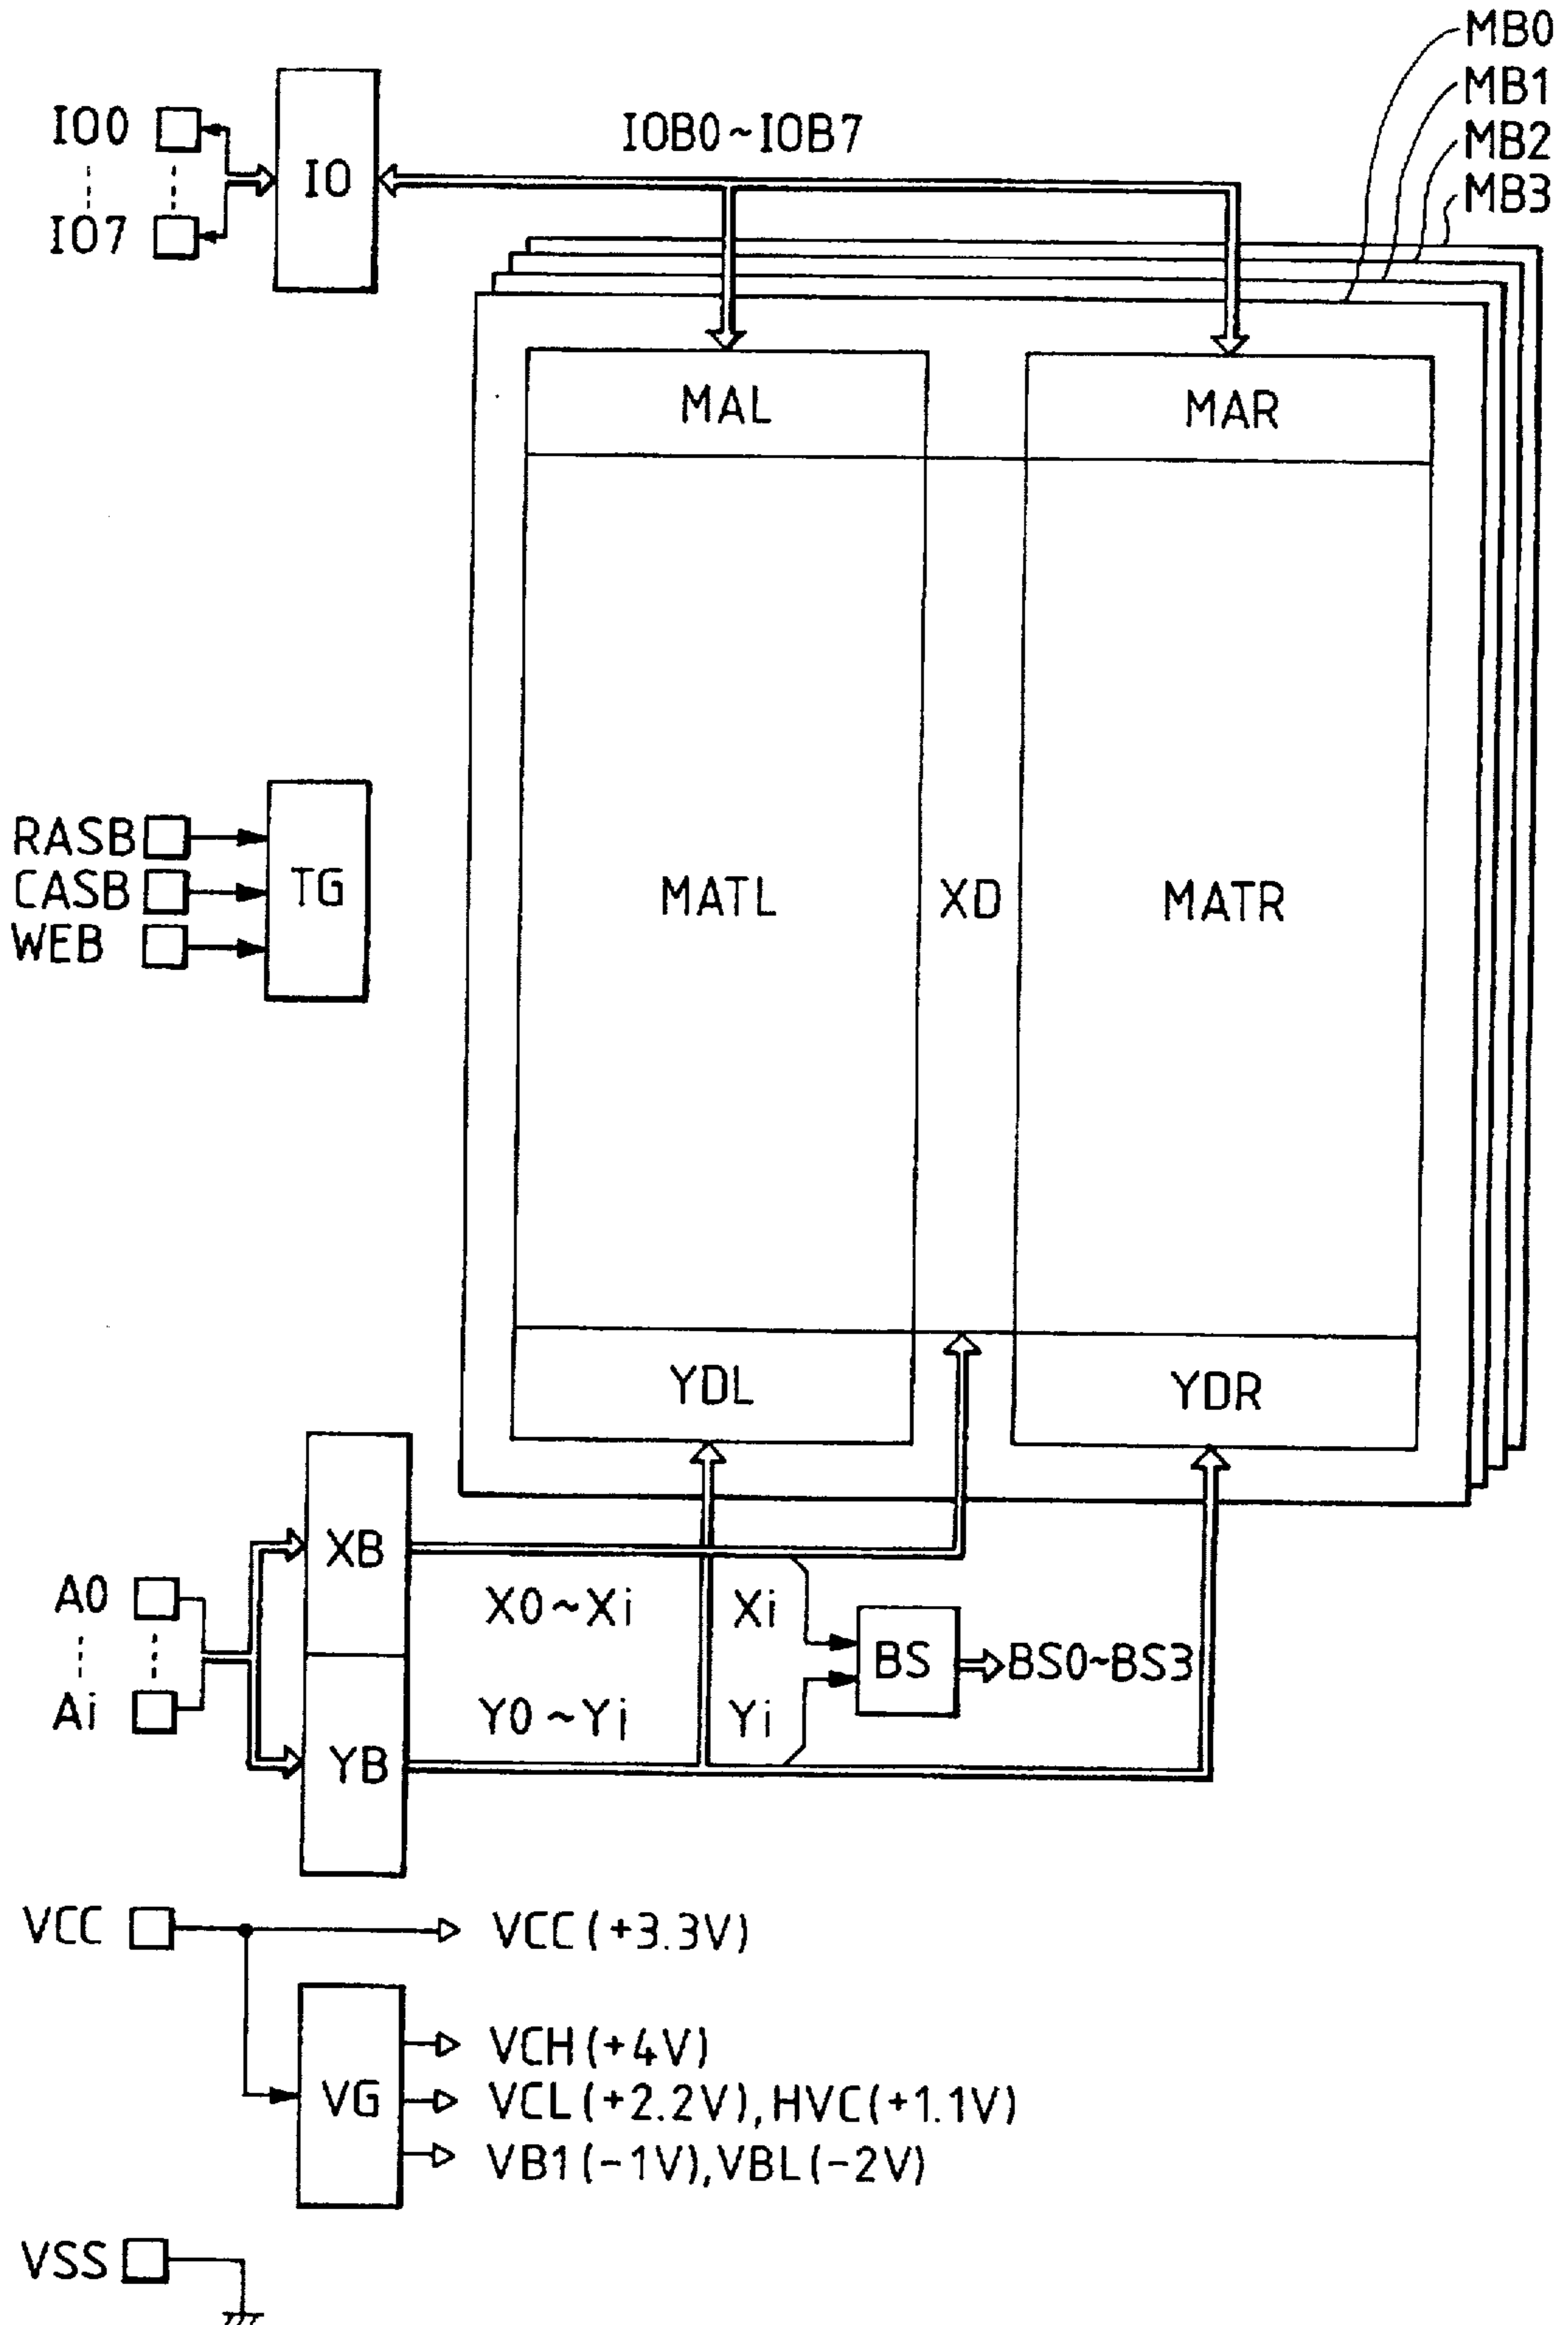 MB0
MB1
MB2
MB3
IO0
IO7
IO
IOB0~IOB7
MAL
MAR
RASB
CASB
WEB
TG
MATL
XD
MATR
YDL
YDR
XB
A0
Ai
X0~Xi
Xi
BS
BS0~BS3
Y0~Yi
Yi
YB
VCC
VCC(+3.3V)
VG
VCH(+4V)
VCL(+2.2V),HVC(+1.1V)
VB1(-1V),VBL(-2V)
VSS